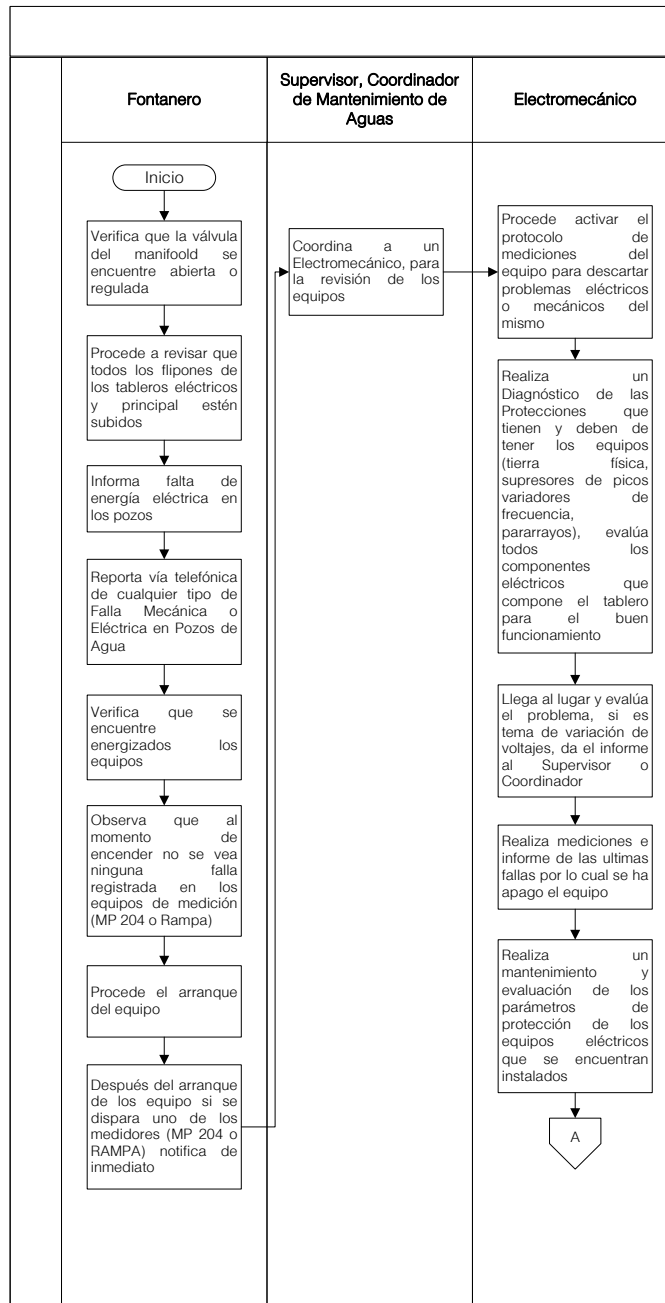 Fontanero
Supervisor, Coordinador
de Mantenimiento de
Aguas
Electromecánico
Inicio
Verifica que la válvula
del manifoold se
encuentre abierta o
regulada
Procede a revisar que
todos los flipones de
los tableros eléctricos
y principal estén
subidos
Informa falta de
energía eléctrica en
los pozos
Reporta vía telefónica
de cualquier tipo de
Falla Mecánica o
Eléctrica en Pozos de
Agua
Verifica que se
encuentre
energizados los
equipos
Observa que al
momento de
encender no se vea
ninguna falla
registrada en los
equipos de medición
(MP 204 o Rampa)
Procede el arranque
del equipo
Después del arranque
de los equipo si se
dispara uno de los
medidores (MP 204 o
RAMPA) notifica de
inmediato
Coordina a un
Electromecánico, para
la revisión de los
equipos
Procede activar el
protocolo de
mediciones del
equipo para descartar
problemas eléctricos
o mecánicos del
mismo
Realiza un
Diagnóstico de las
Protecciones que
tienen y deben de
tener los equipos
(tierra física,
supresores de picos
variadores de
frecuencia,
pararrayos), evalúa
todos los
componentes
eléctricos que
compone el tablero
para el buen
funcionamiento
Llega al lugar y evalúa
el problema, si es
tema de variación de
voltajes, da el informe
al Supervisor o
Coordinador
Realiza mediciones e
informe de las ultimas
fallas por lo cual se ha
apago el equipo
Realiza un
mantenimiento y
evaluación de los
parámetros de
protección de los
equipos eléctricos
que se encuentran
instalados
A